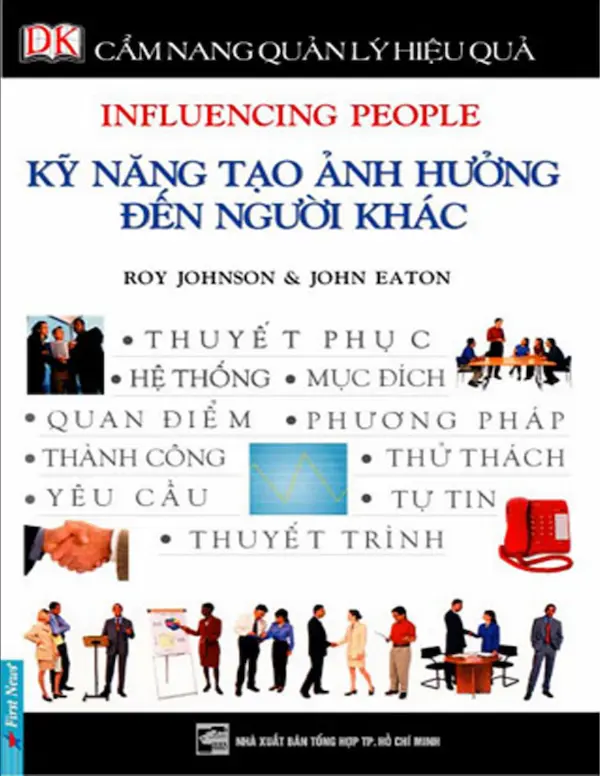 DK CẨM NANG QUẢN LÝ HIỆU QUẢ
INFLUENCING PEOPLE
KỸ NĂNG TẠO ẢNH HƯỞNG
ĐẾN NGƯỜI KHÁC
ROY JOHNSON & JOHN EATON
• THUYẾT PHỤC
• HỆ THỐNG • MỤC ĐÍCH
• QUAN ĐIỂM • PHƯƠNG PHÁP
• THÀNH CÔNG • THỬ THÁCH
• YÊU CẦU • TỰ TIN
• THUYẾT TRÌNH
First News
NHÀ XUẤT BẢN TỔNG HỢP TP. HỒ CHÍ MINH